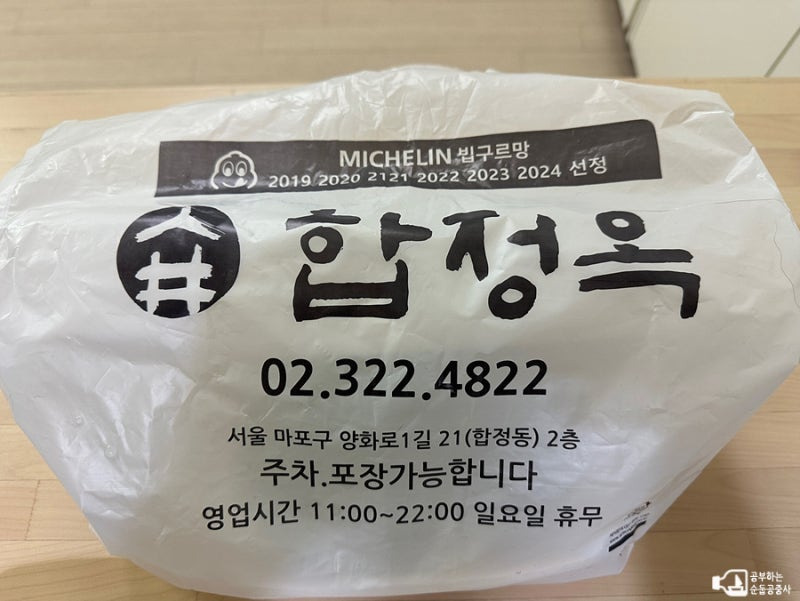 MICHELIN 빕구르망
2019 2020 2121 2022 2023 2024 선정
합정옥
02.322.4822
서울 마포구 양화로1길 21(합정동) 2층
주차.포장가능합니다
영업시간 11:00~22:00 일요일 휴무
공부하는
순돌공중사